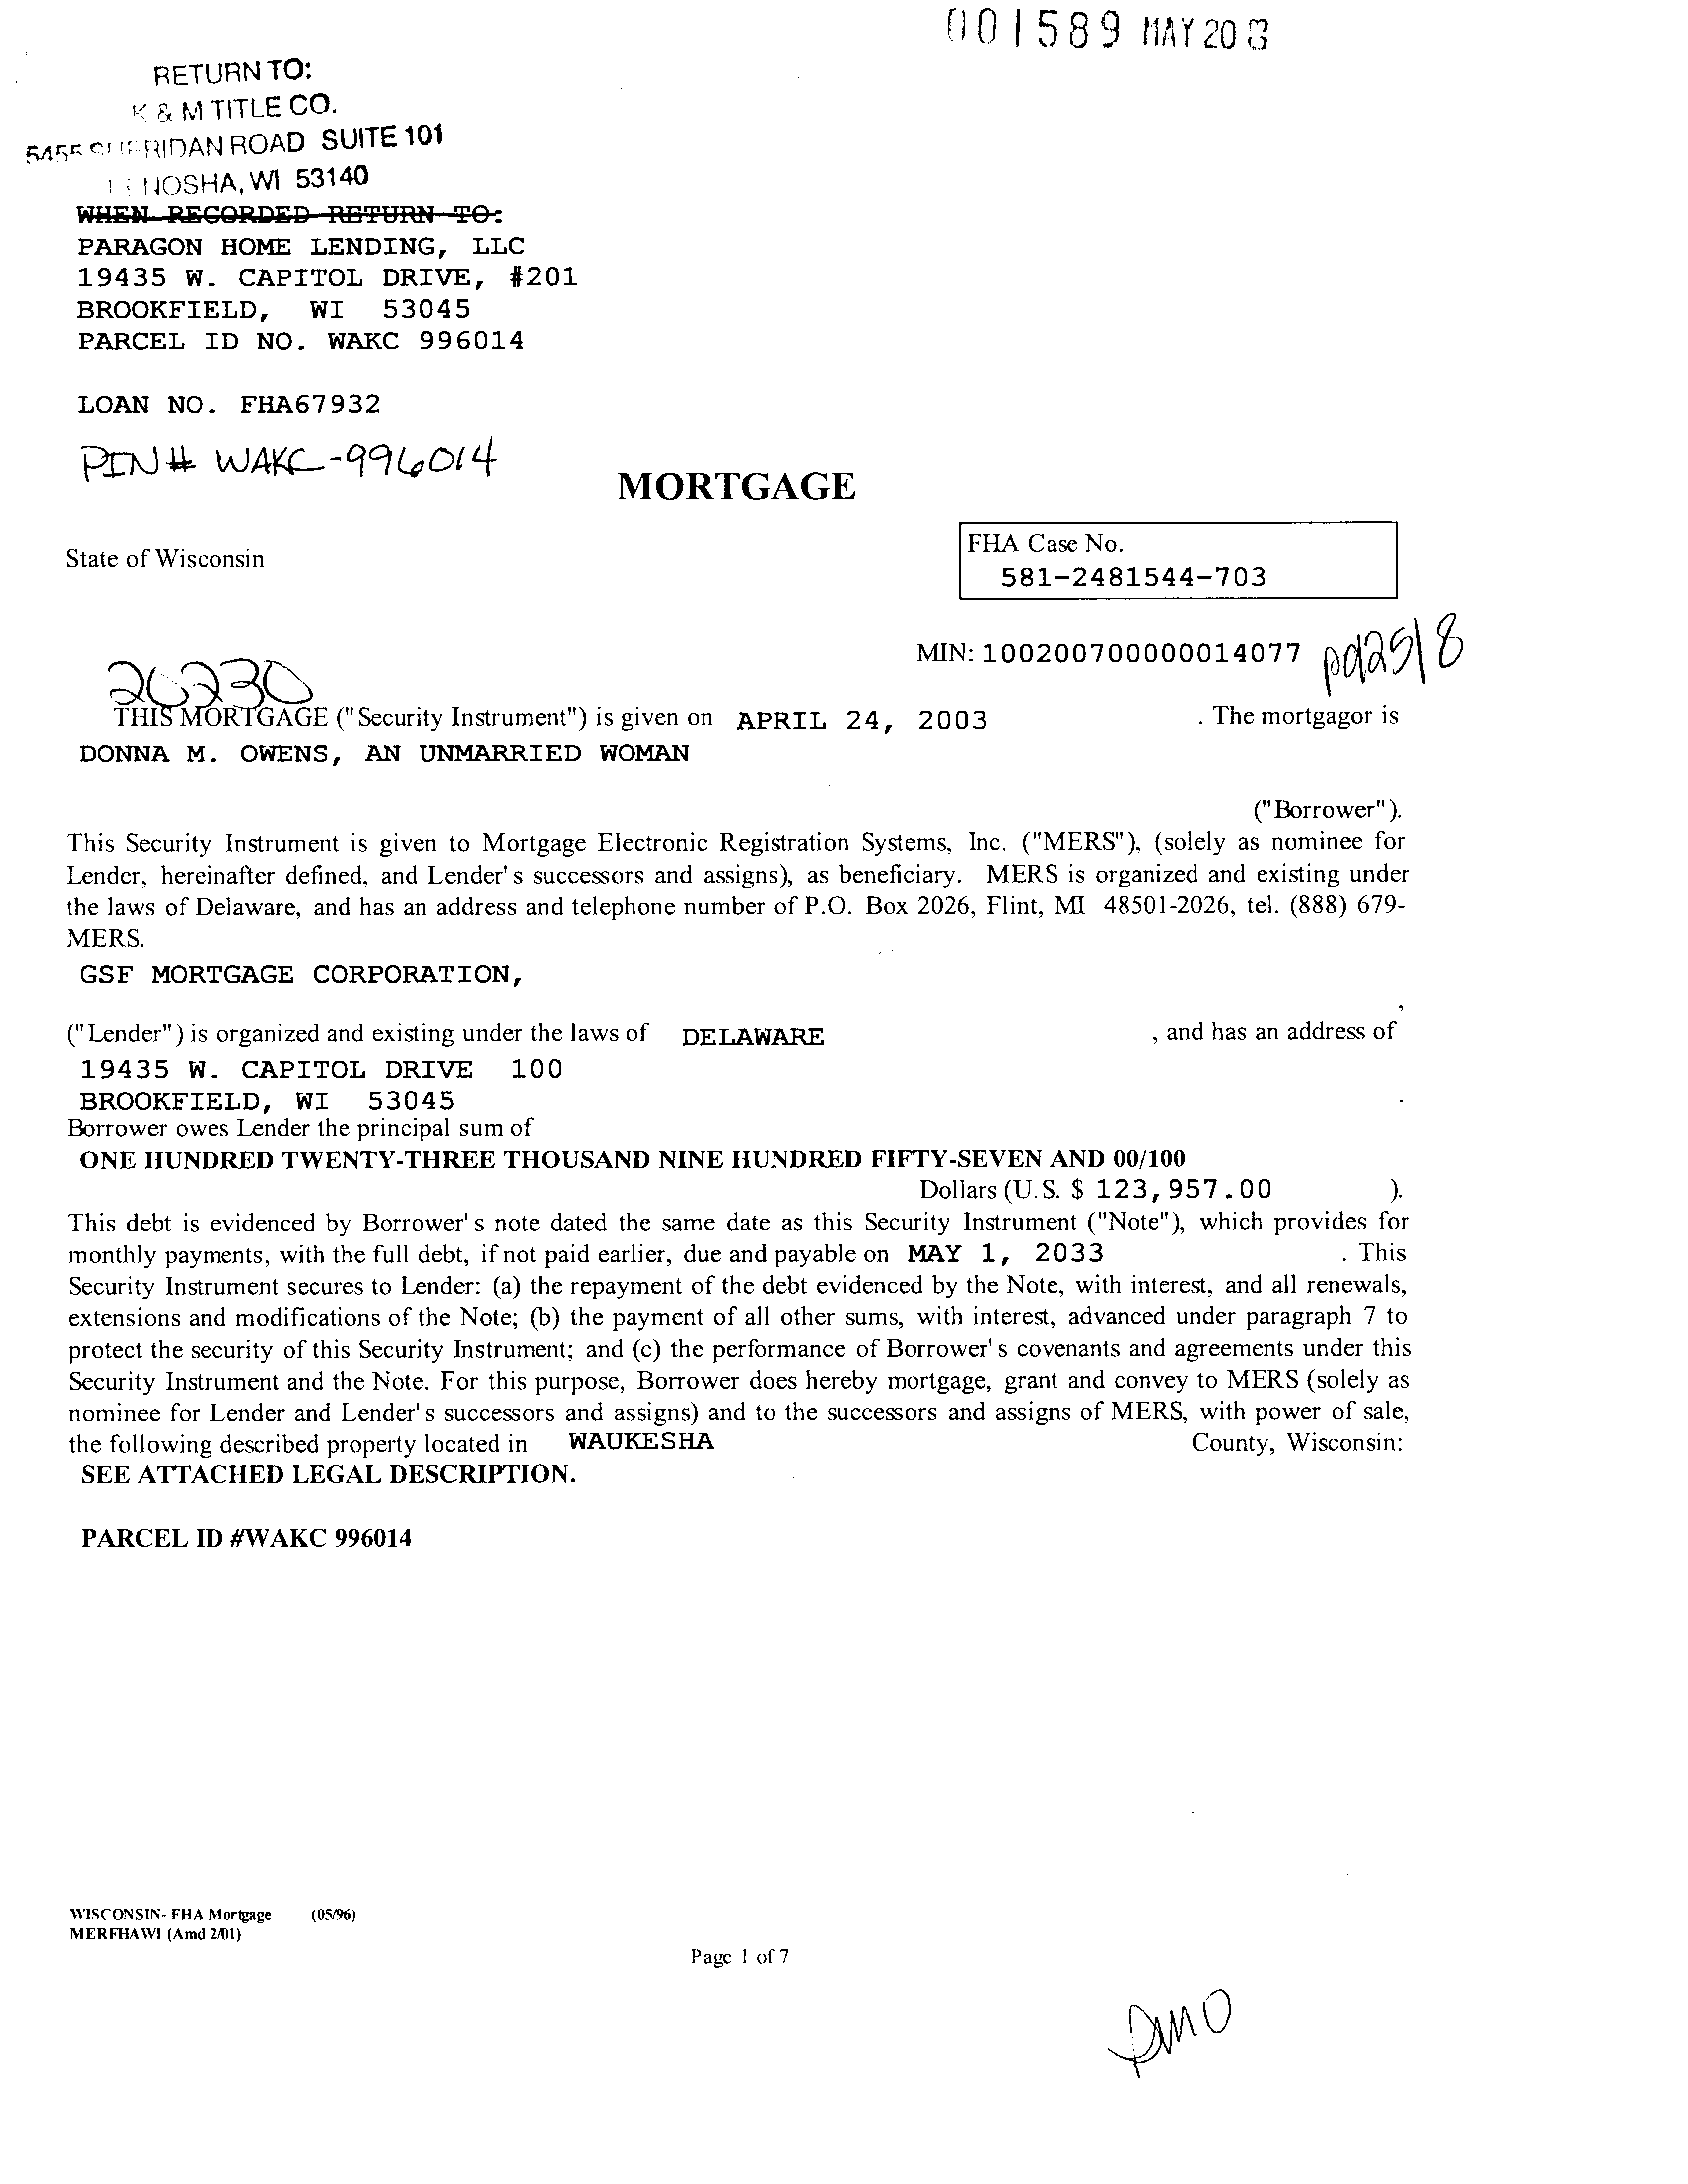 001589 MAY 20 3
RETURN TO:
K & M TITLE CO.
5455 SHERIDAN ROAD SUITE 101
KENOSHA, WI 53140
WHEN RECORDED RETURN TO:
PARAGON HOME LENDING, LLC
19435 W. CAPITOL DRIVE, #201
BROOKFIELD, WI 53045
PARCEL ID NO. WAKC 996014
LOAN NO. FHA67932
PIN# WAKC-996014
MORTGAGE
State of Wisconsin
FHA Case No.
581-2481544-703
MIN: 100200700000014077
THIS MORTGAGE ("Security Instrument") is given on APRIL 24, 2003 . The mortgagor is
DONNA M. OWENS, AN UNMARRIED WOMAN
("Borrower").
This Security Instrument is given to Mortgage Electronic Registration Systems, Inc. ("MERS"), (solely as nominee for
Lender, hereinafter defined, and Lender's successors and assigns), as beneficiary. MERS is organized and existing under
the laws of Delaware, and has an address and telephone number of P.O. Box 2026, Flint, MI 48501-2026, tel. (888) 679-
MERS.
GSF MORTGAGE CORPORATION,
,
("Lender") is organized and existing under the laws of DELAWARE , and has an address of
19435 W. CAPITOL DRIVE 100
BROOKFIELD, WI 53045 .
Borrower owes Lender the principal sum of
ONE HUNDRED TWENTY-THREE THOUSAND NINE HUNDRED FIFTY-SEVEN AND 00/100
Dollars (U.S. $ 123,957.00 ).
This debt is evidenced by Borrower's note dated the same date as this Security Instrument ("Note"), which provides for
monthly payments, with the full debt, if not paid earlier, due and payable on MAY 1, 2033 . This
Security Instrument secures to Lender: (a) the repayment of the debt evidenced by the Note, with interest, and all renewals,
extensions and modifications of the Note; (b) the payment of all other sums, with interest, advanced under paragraph 7 to
protect the security of this Security Instrument; and (c) the performance of Borrower's covenants and agreements under this
Security Instrument and the Note. For this purpose, Borrower does hereby mortgage, grant and convey to MERS (solely as
nominee for Lender and Lender's successors and assigns) and to the successors and assigns of MERS, with power of sale,
the following described property located in WAUKESHA County, Wisconsin:
SEE ATTACHED LEGAL DESCRIPTION.
PARCEL ID #WAKC 996014
WISCONSIN- FHA Mortgage (05/96)
MERFHAWI (Amd 2/01)
Page 1 of 7
DMO